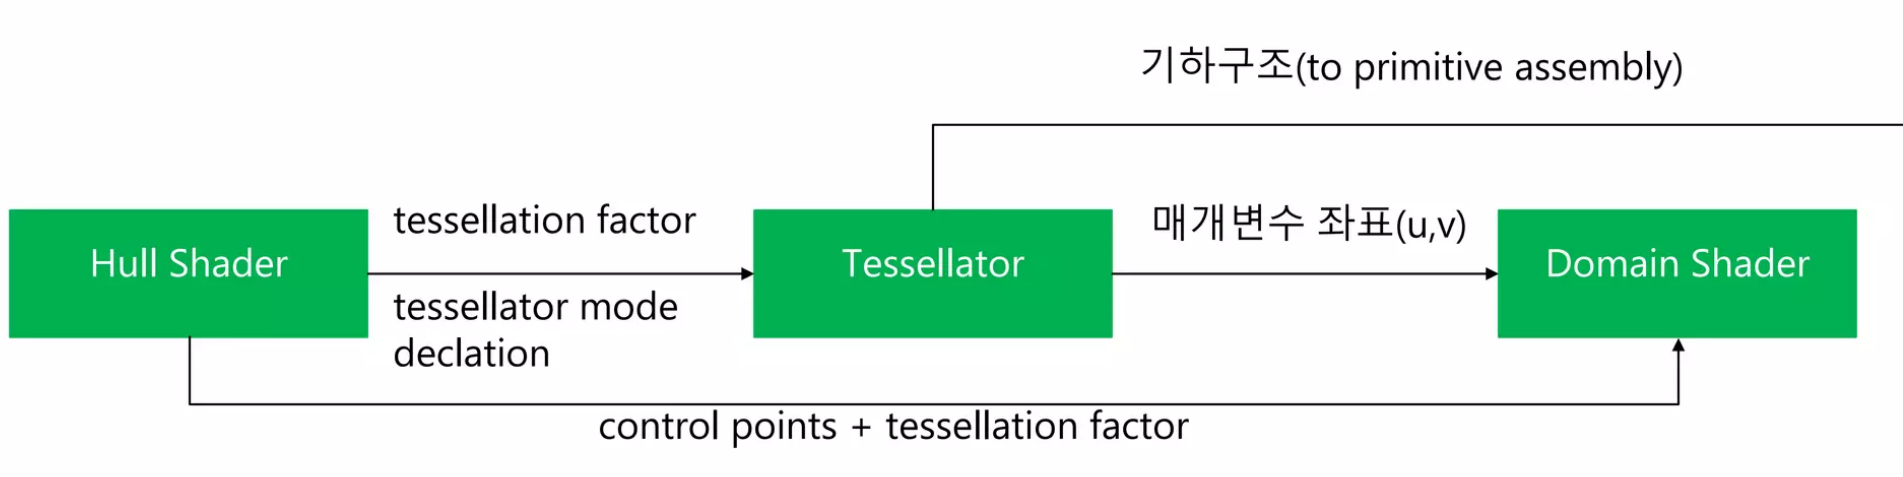 기하구조(to primitive assembly)
Hull Shader
tessellation factor
tessellator mode
declation
Tessellator
매개변수 좌표(u,v)
Domain Shader
control points + tessellation factor